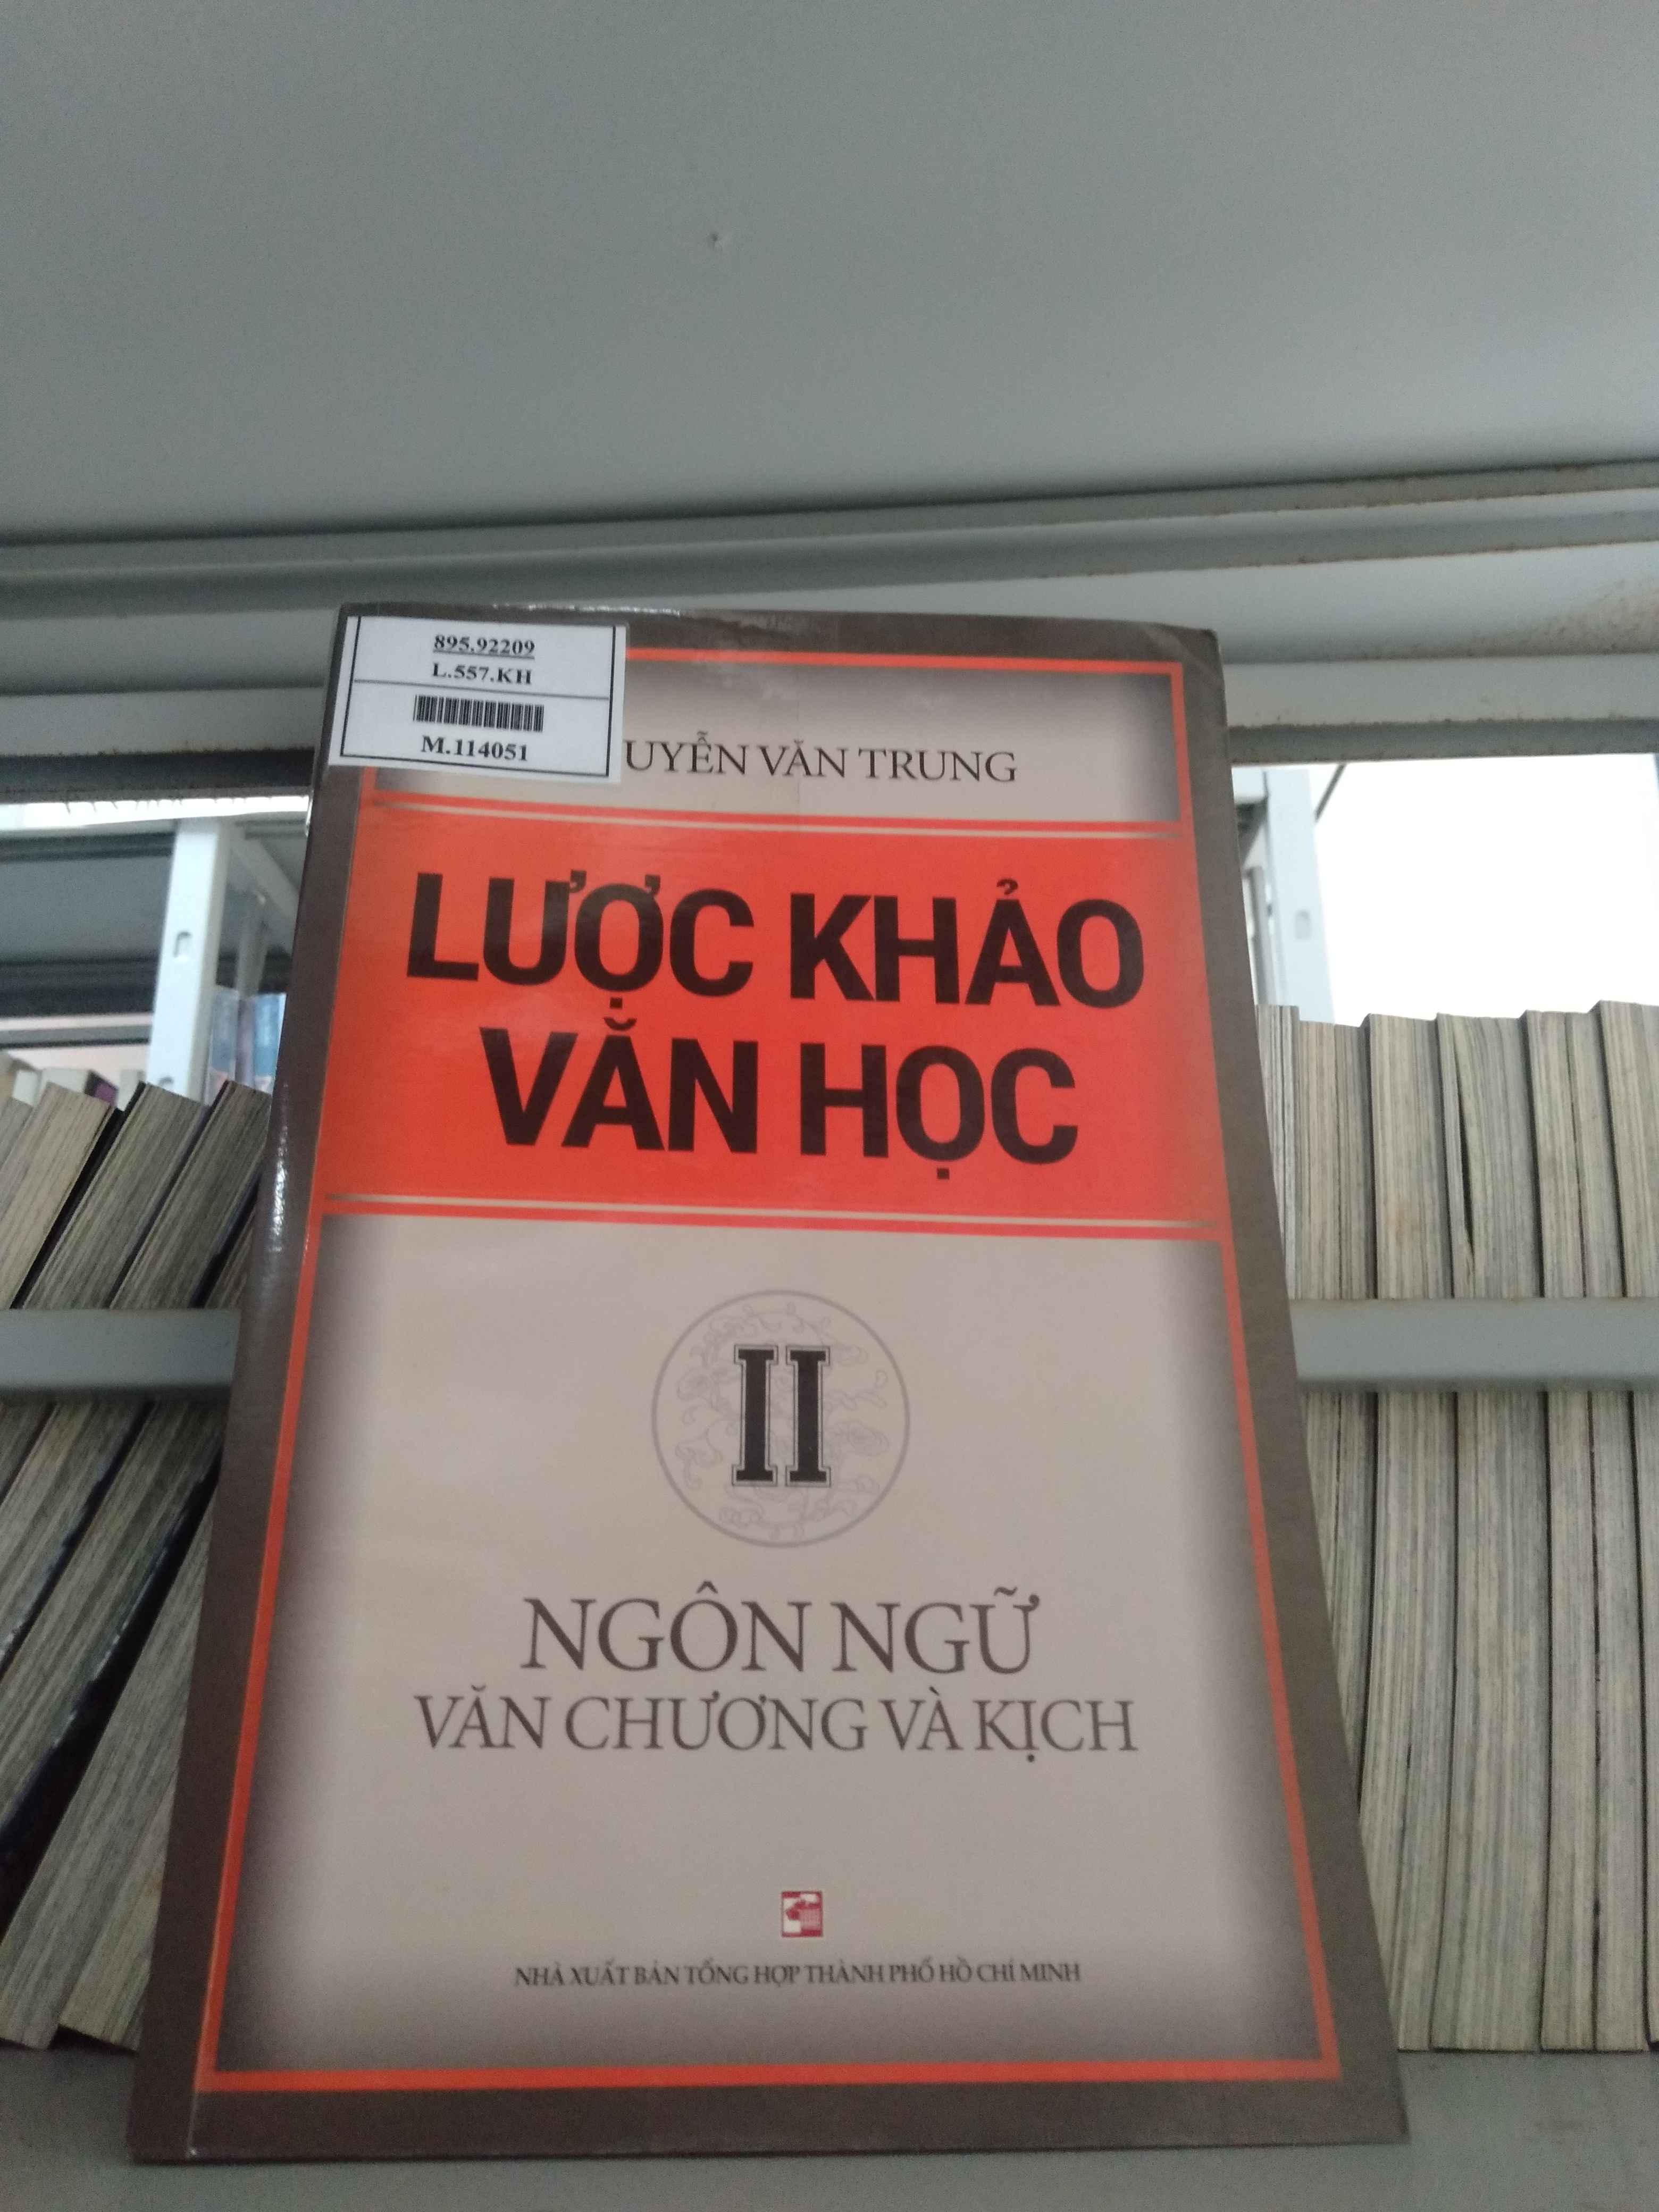 895.92209
L.557.KH
M.114051
UYỄN VĂN TRUNG
LƯỢC KHẢO
VĂN HỌC
II
NGÔN NGỮ
VĂN CHƯƠNG VÀ KỊCH
NHÀ XUẤT BẢN TỔNG HỢP THÀNH PHỐ HỒ CHÍ MINH